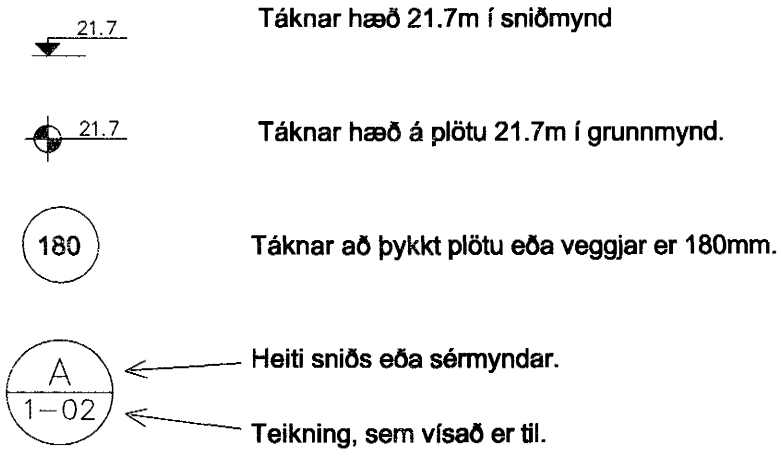 21.7 Táknar hæð 21.7m í sniðmynd
21.7 Táknar hæð á plötu 21.7m í grunnmynd.
180 Táknar að þykkt plötu eða veggjar er 180mm.
A Heiti sniðs eða sérmyndar.
1-02 Teikning, sem vísað er til.